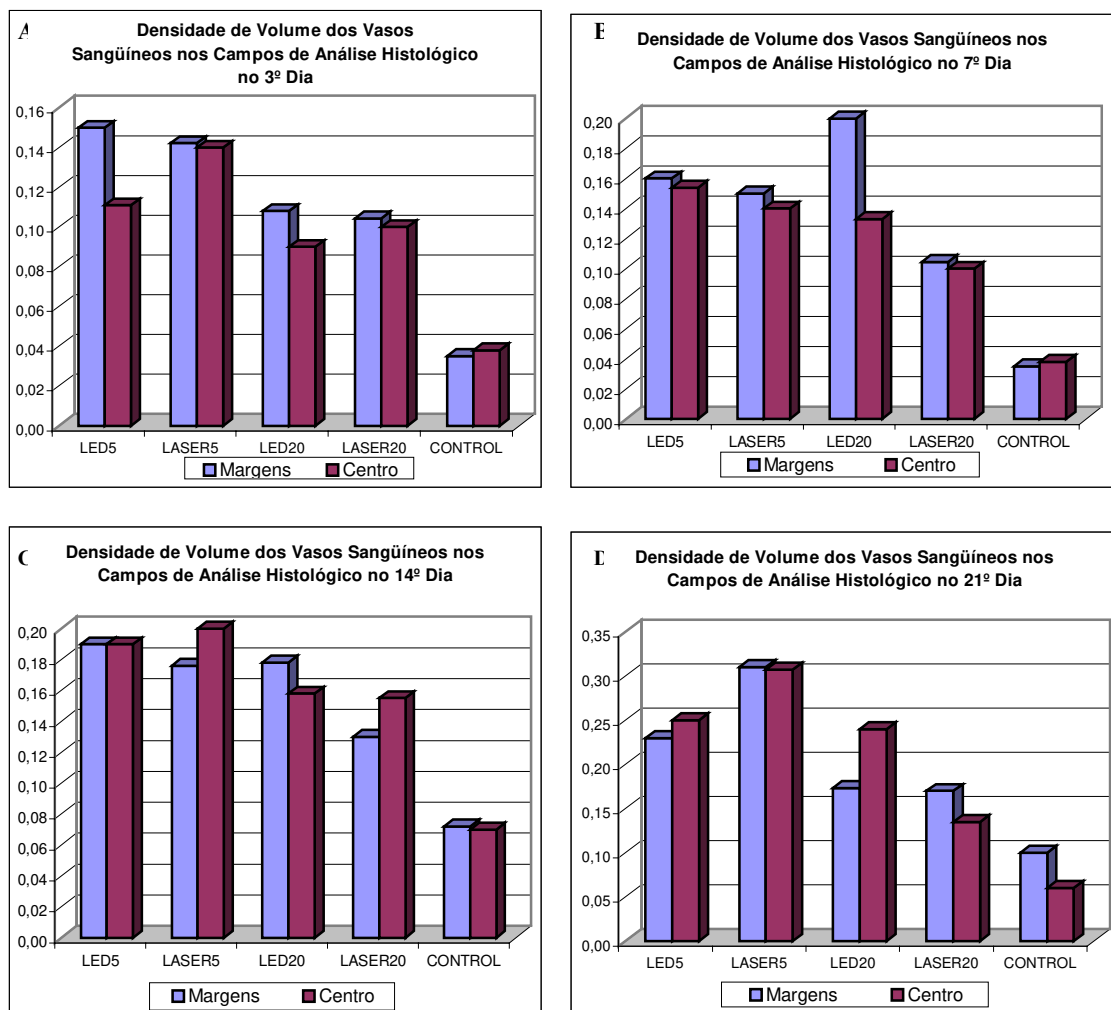 A
Densidade de Volume dos Vasos
Sangüíneos nos Campos de Análise Histológico
no 3º Dia
0,16
0,14
0,12
0,10
0,08
0,06
0,04
0,02
0,00
LED5 LASER5 LED20 LASER20 CONTROL
Margens Centro
Densidade de Volume dos Vasos Sangüíneos nos
Campos de Análise Histológico no 7º Dia
0,20
0,18
0,16
0,14
0,12
0,10
0,08
0,06
0,04
0,02
0,00
LED5 LASER5 LED20 LASER20 CONTROL
Margens Centro
Densidade de Volume dos Vasos Sangüíneos nos
Campos de Análise Histológico no 14º Dia
0,20
0,18
0,16
0,14
0,12
0,10
0,08
0,06
0,04
0,02
0,00
LED5 LASER5 LED20 LASER20 CONTROL
Margens Centro
Densidade de Volume dos Vasos Sangüíneos nos
Campos de Análise Histológico no 21º Dia
0,35
0,30
0,25
0,20
0,15
0,10
0,05
0,00
LED5 LASER5 LED20 LASER20 CONTROL
Margens Centro